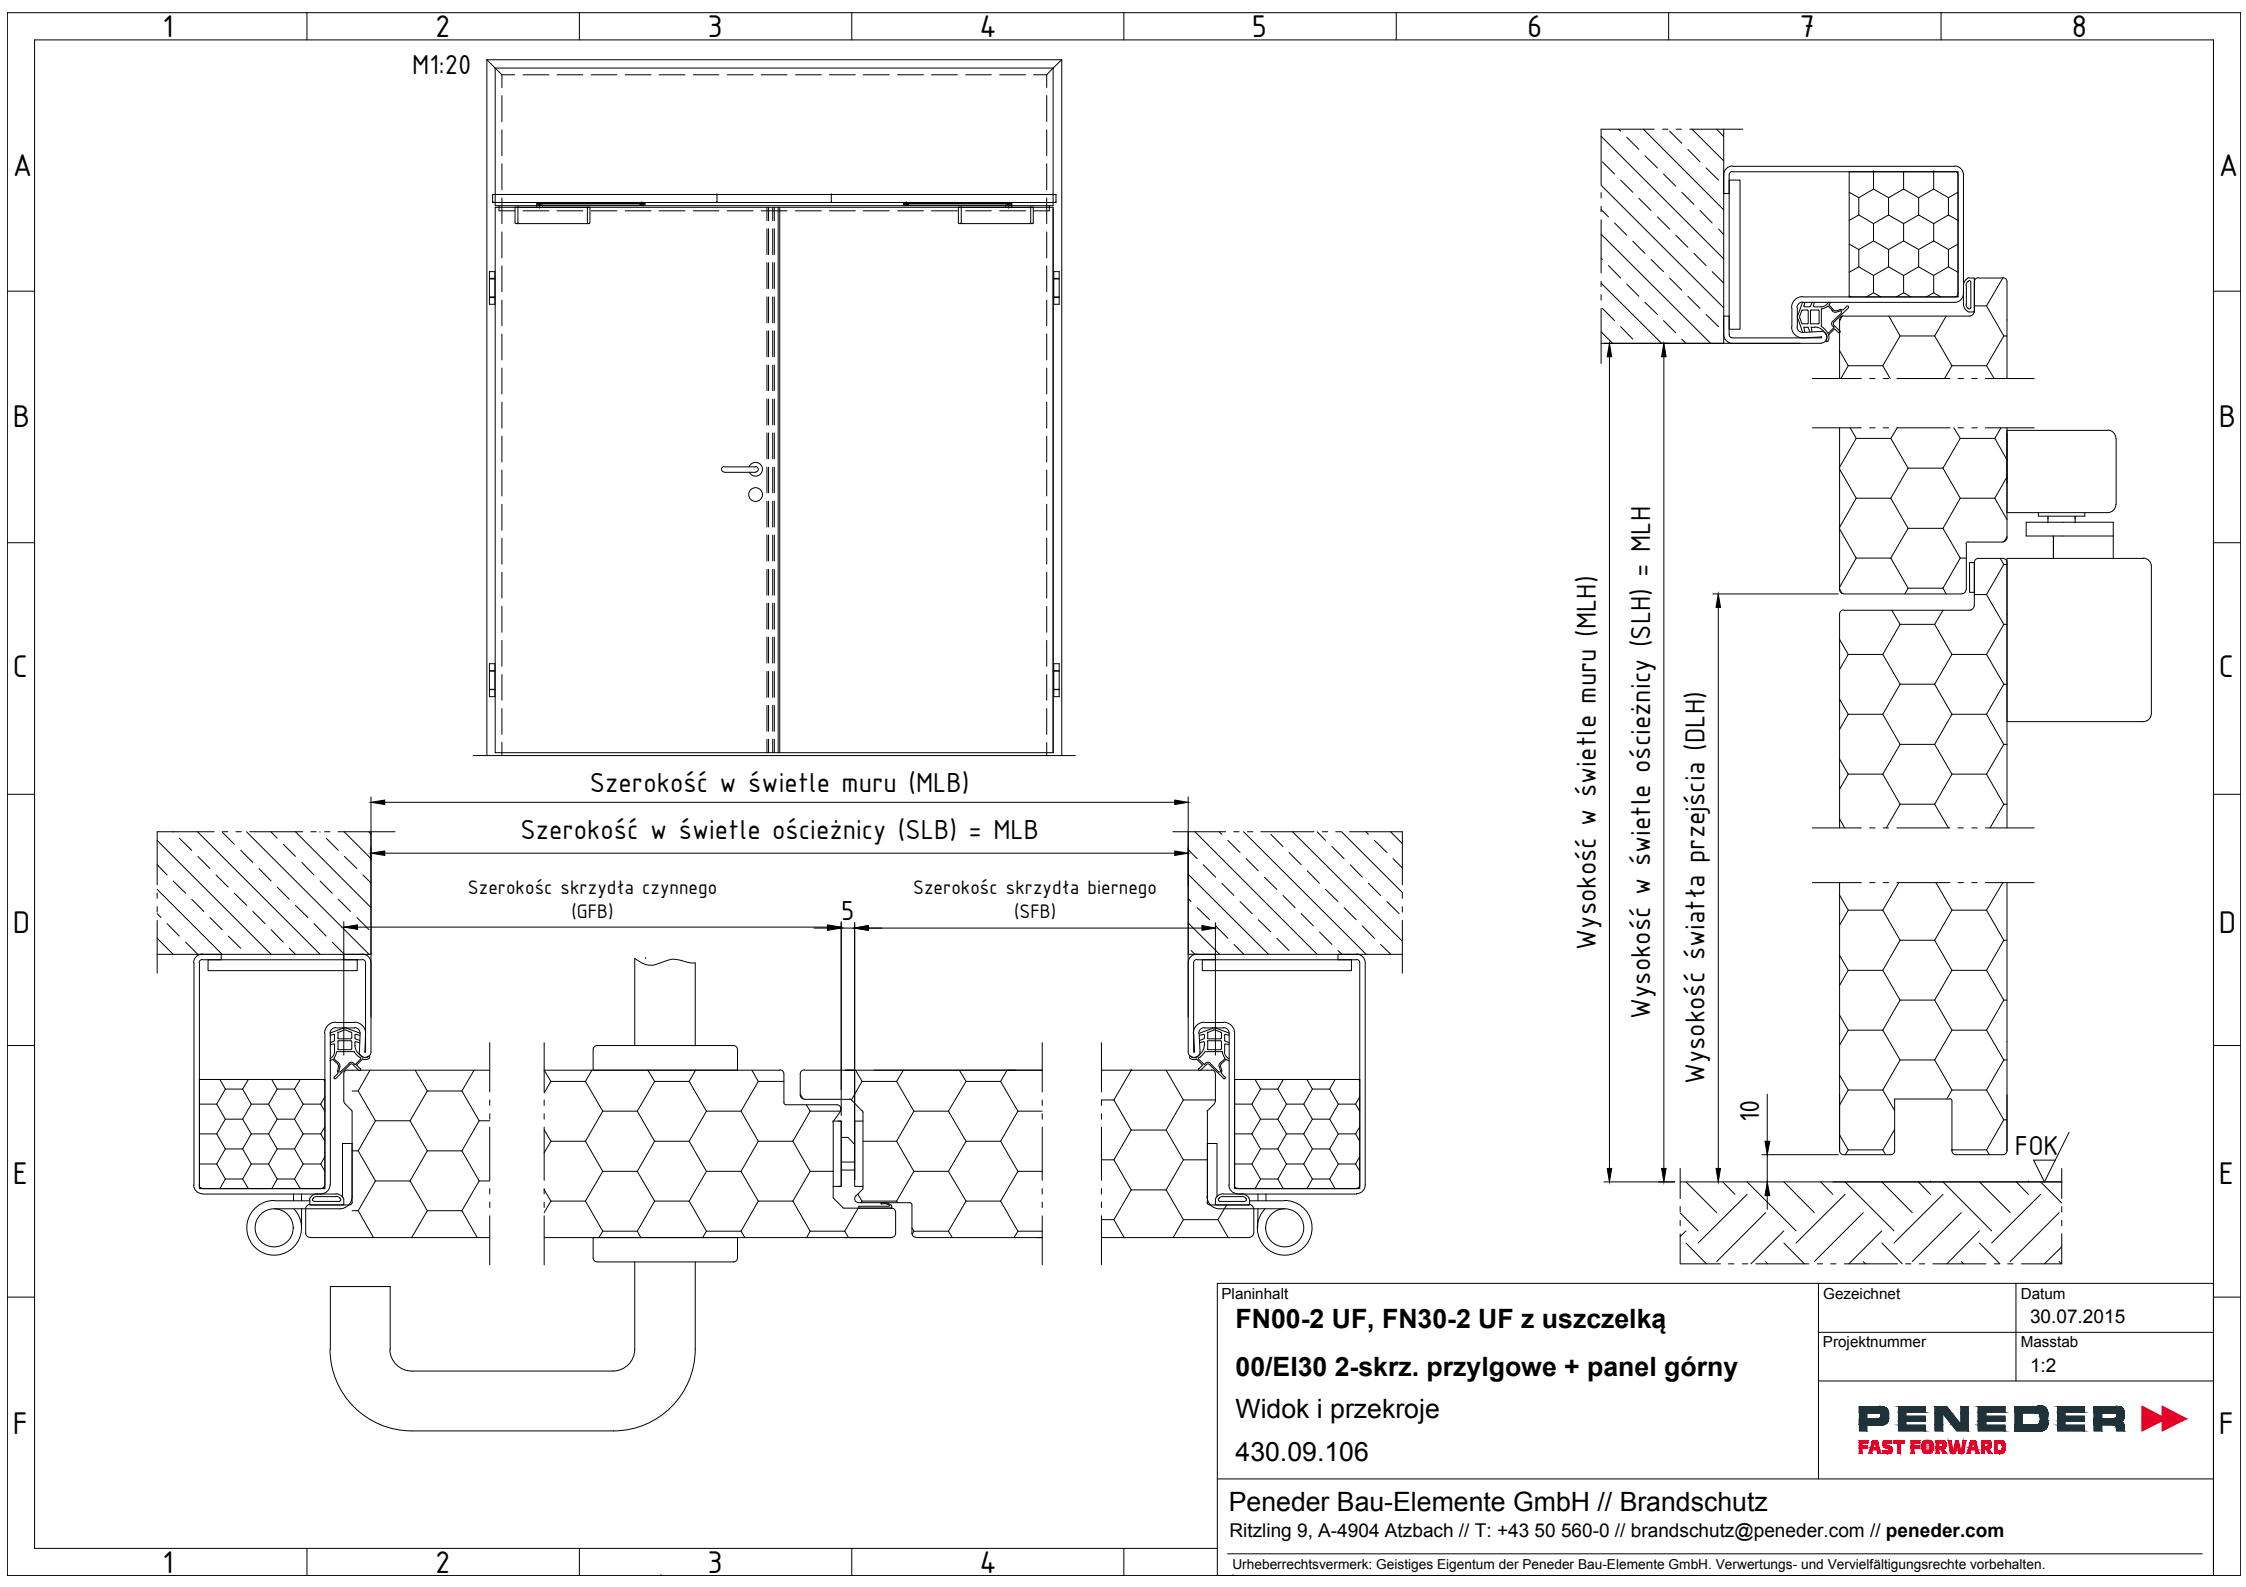 1 2 3 4 5 6 7 8
M1:20
A A
B B
C C
D D
E E
F F
Szerokość w świetle muru (MLB)
Szerokość w świetle ościeżnicy (SLB) = MLB
Szerokośc skrzydła czynnego
(GFB)
5
Szerokośc skrzydła biernego
(SFB)
Wysokość w świetle muru (MLH)
Wysokość w świetle ościeżnicy (SLH) = MLH
Wysokość światła przejścia (DLH)
10
FOK
Planinhalt
FN00-2 UF, FN30-2 UF z uszczelką
00/EI30 2-skrz. przylgowe + panel górny
Widok i przekroje
430.09.106
Gezeichnet
Datum
30.07.2015
Projektnummer
Masstab
1:2
PENEDER
FAST FORWARD
Peneder Bau-Elemente GmbH // Brandschutz
Ritzling 9, A-4904 Atzbach // T: +43 50 560-0 // brandschutz@peneder.com // peneder.com
Urheberrechtsvermerk: Geistiges Eigentum der Peneder Bau-Elemente GmbH. Verwertungs- und Vervielfältigungsrechte vorbehalten.
1 2 3 4